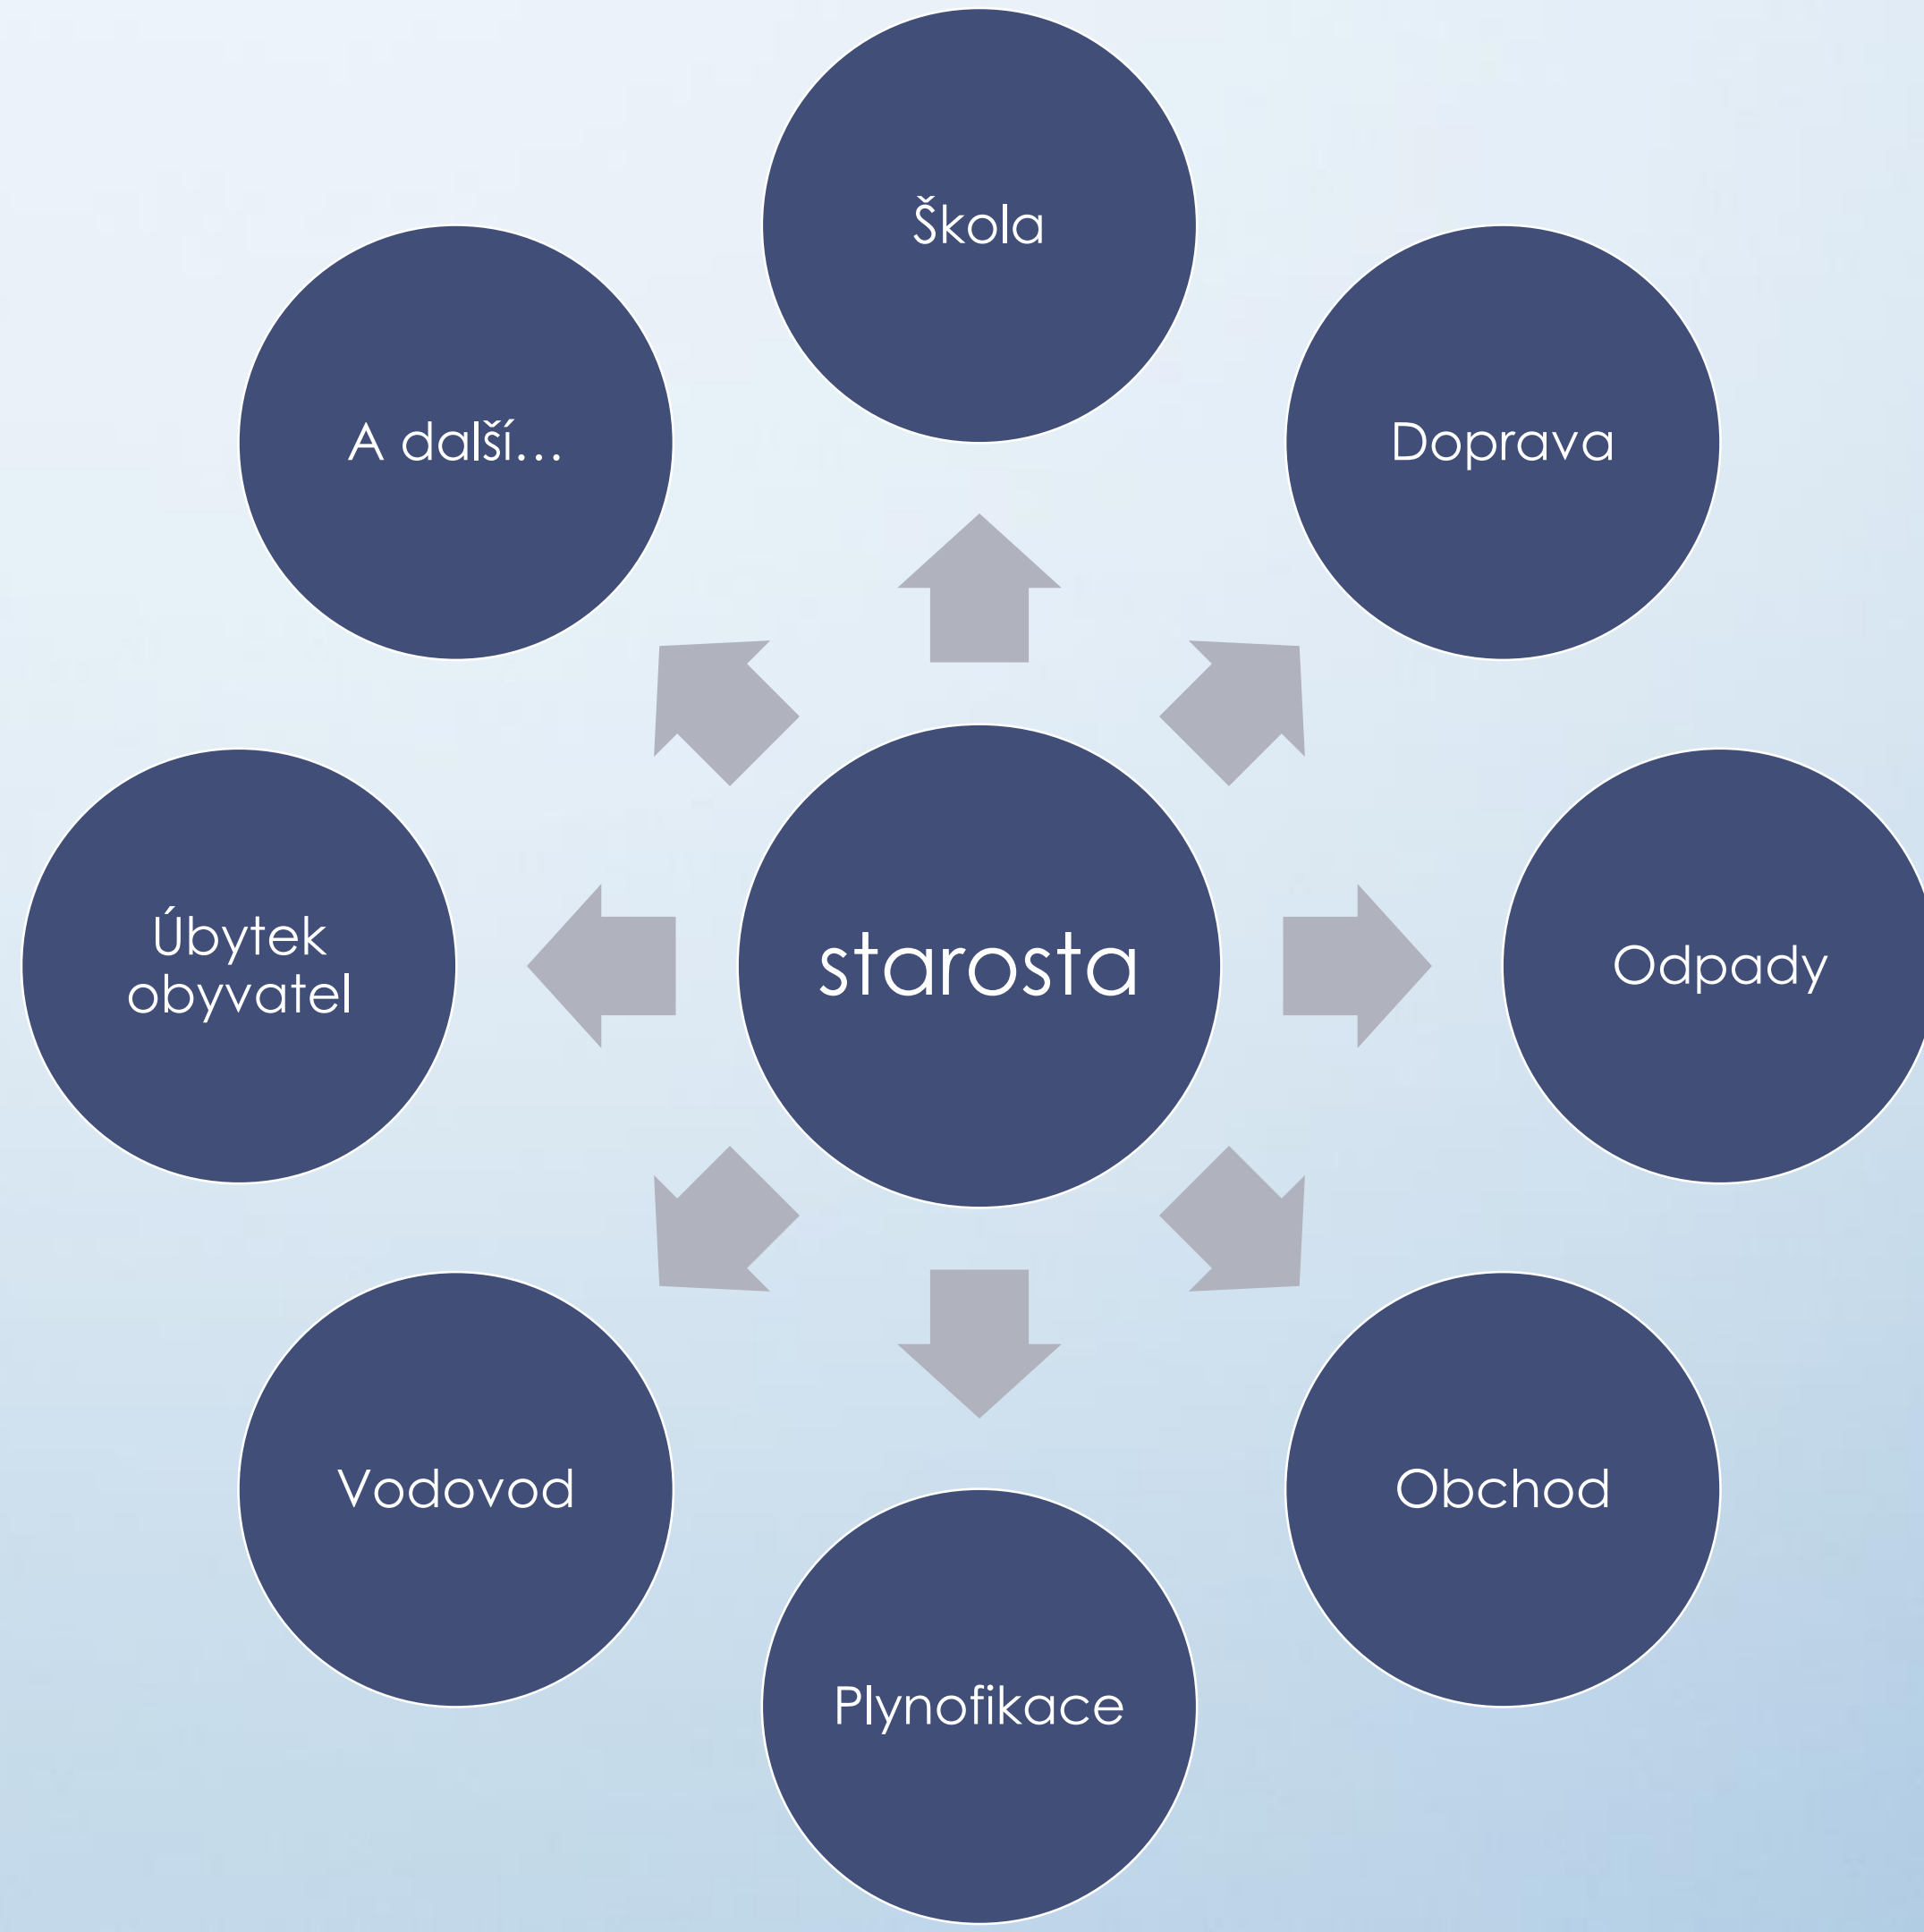 Škola
A další...
Doprava
Úbytek
obyvatel
starosta
Odpady
Vodovod
Obchod
Plynofikace